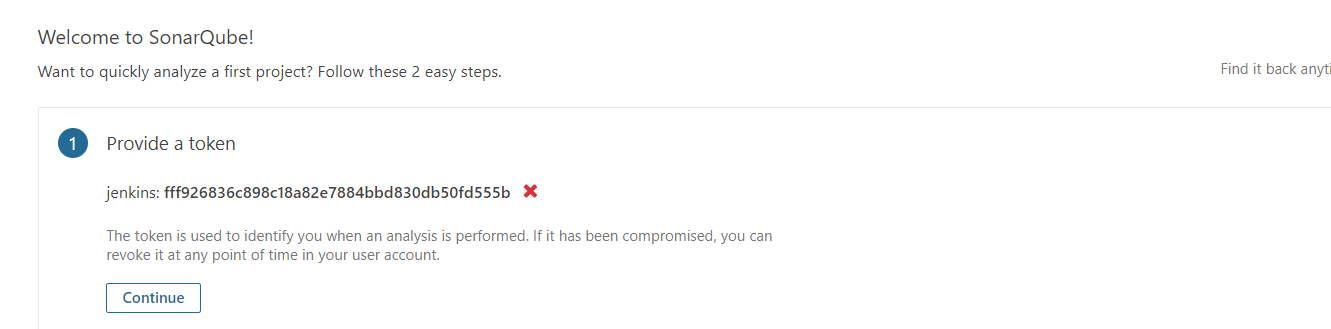 Welcome to SonarQube!
Want to quickly analyze a first project? Follow these 2 easy steps.
Find it back
1 Provide a token
jenkins: fff926836c898c18a82e7884bbd830db50fd555b
The token is used to identify you when an analysis is performed. If it has been compromised, you can
revoke it at any point of time in your user account.
Continue